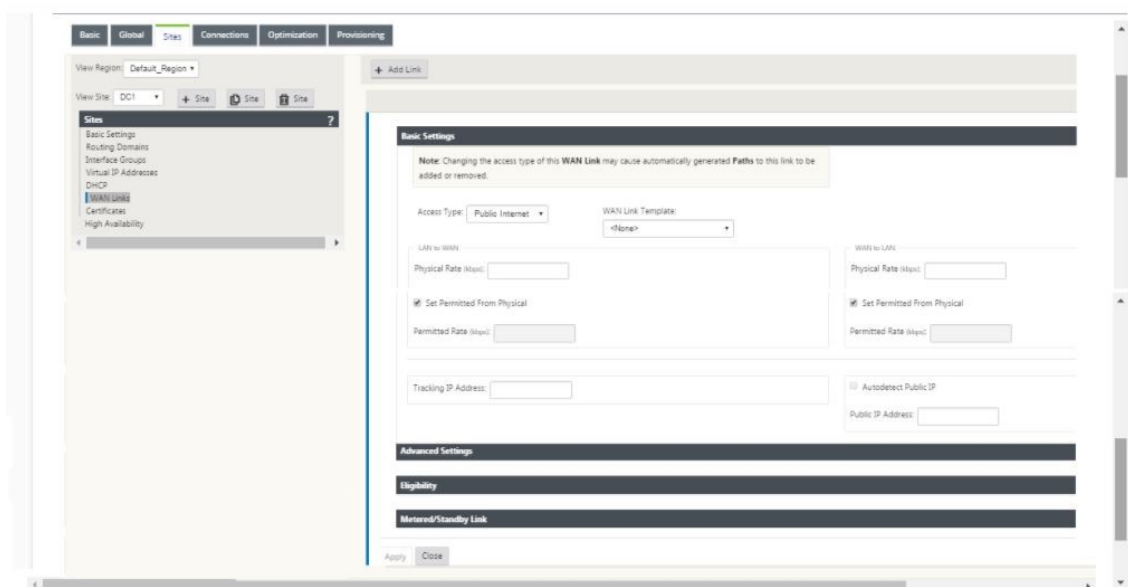 Basic Global Sites Connections Optimization Provisioning
View Region: Default_Region
+ Add Link
View Site: DC1 + Site Site Site
Sites ?
Basic Settings
Routing Domains
Interface Groups
Virtual IP Addresses
DHCP
WAN Links
Certificates
High Availability
Basic Settings
Note: Changing the access type of this WAN Link may cause automatically generated Paths to this link to be
added or removed.
Access Type: Public Internet
WAN Link Template:
<None>
LAN to WAN
WAN to LAN
Physical Rate (kbps):
Physical Rate (kbps):
Set Permitted From Physical
Set Permitted From Physical
Permitted Rate (kbps):
Permitted Rate (kbps):
Tracking IP Address:
Autodetect Public IP
Public IP Address:
Advanced Settings
Eligibility
Metered/Standby Link
Apply Close